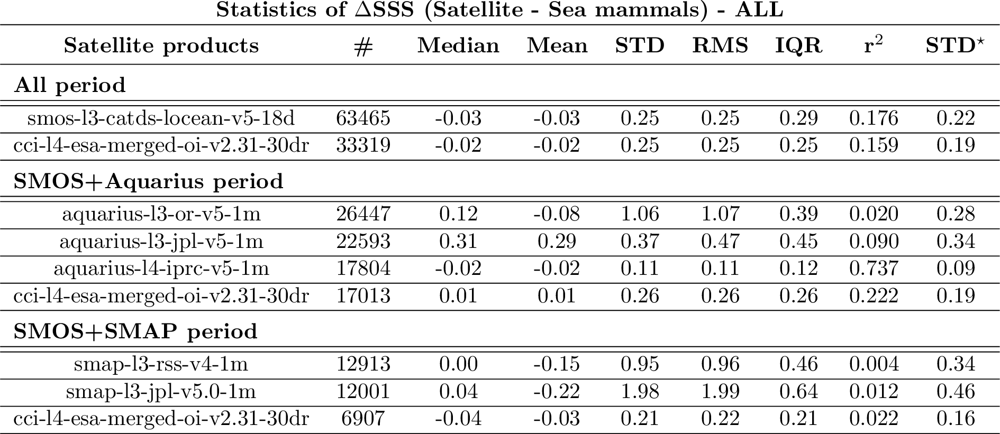 Statistics of ΔSSS (Satellite - Sea mammals) - ALL
Satellite products # Median Mean STD RMS IQR r² STD⋆
All period
smos-l3-catds-locean-v5-18d 63465 -0.03 -0.03 0.25 0.25 0.29 0.176 0.22
cci-l4-esa-merged-oi-v2.31-30dr 33319 -0.02 -0.02 0.25 0.25 0.25 0.159 0.19
SMOS+Aquarius period
aquarius-l3-or-v5-1m 26447 0.12 -0.08 1.06 1.07 0.39 0.020 0.28
aquarius-l3-jpl-v5-1m 22593 0.31 0.29 0.37 0.47 0.45 0.090 0.34
aquarius-l4-iprc-v5-1m 17804 -0.02 -0.02 0.11 0.11 0.12 0.737 0.09
cci-l4-esa-merged-oi-v2.31-30dr 17013 0.01 0.01 0.26 0.26 0.26 0.222 0.19
SMOS+SMAP period
smap-l3-rss-v4-1m 12913 0.00 -0.15 0.95 0.96 0.46 0.004 0.34
smap-l3-jpl-v5.0-1m 12001 0.04 -0.22 1.98 1.99 0.64 0.012 0.46
cci-l4-esa-merged-oi-v2.31-30dr 6907 -0.04 -0.03 0.21 0.22 0.21 0.022 0.16